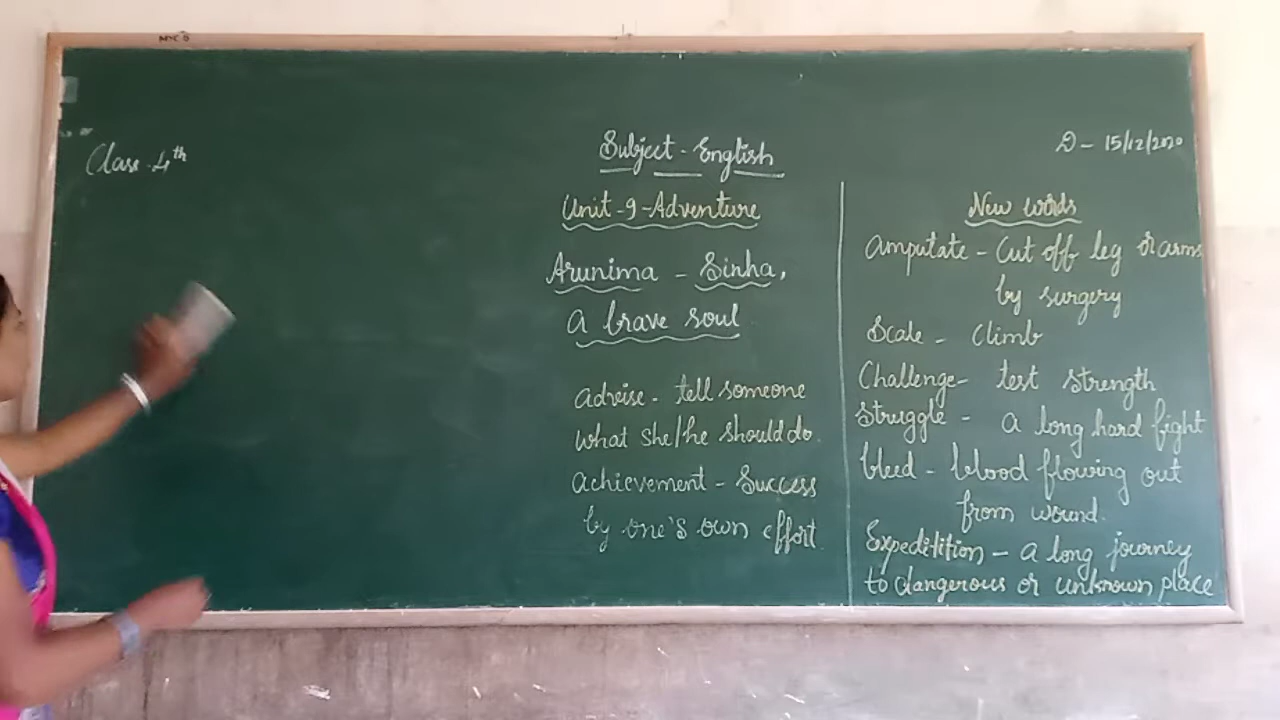 Class-4th
Subject-English
D-15/12/2020
Unit-9-Adventure
Arunima - Sinha,
A brave soul
advise - tell someone
what she/he should do.
achievement - Success
by one's own effort
New words
Amputate - Cut off leg or arms
by surgery
Scale - Climb
Challenge- test strength
Struggle - A long hard fight
bleed - blood flowing out
from wound.
Expedition - a long journey
to dangerous or unknown place